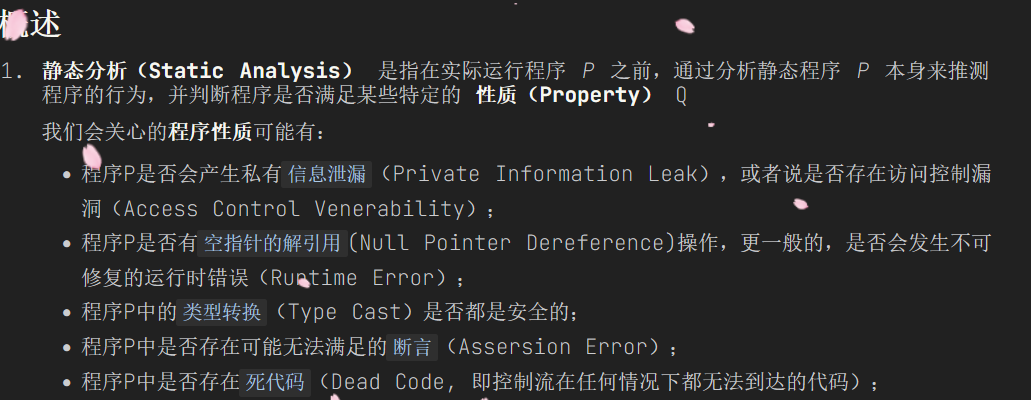 概述
1. 静态分析（Static Analysis） 是指在实际运行程序 P 之前，通过分析静态程序 P 本身来推测
程序的行为，并判断程序是否满足某些特定的 性质（Property） Q
我们会关心的程序性质可能有：
• 程序P是否会产生私有信息泄漏（Private Information Leak），或者说是否存在访问控制漏
洞（Access Control Venerability）；
• 程序P是否有空指针的解引用(Null Pointer Dereference)操作，更一般的，是否会发生不可
修复的运行时错误（Runtime Error）；
• 程序P中的类型转换（Type Cast）是否都是安全的；
• 程序P中是否存在可能无法满足的断言（Assersion Error）；
• 程序P中是否存在死代码（Dead Code, 即控制流在任何情况下都无法到达的代码）；